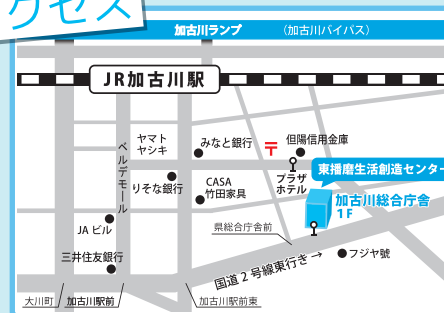 クセス
加古川ランプ (加古川バイパス)
JR加古川駅
ベルデモール
ヤマト
ヤシキ
みなと銀行
〒
但陽信用金庫
りそな銀行
CASA
竹田家具
プラザ
ホテル
東播磨生活創造センター
加古川総合庁舎
1F
JAビル
県総合庁舎前
三井住友銀行
国道2号線東行き→
フジヤ號
大川町
加古川駅前
加古川駅前東